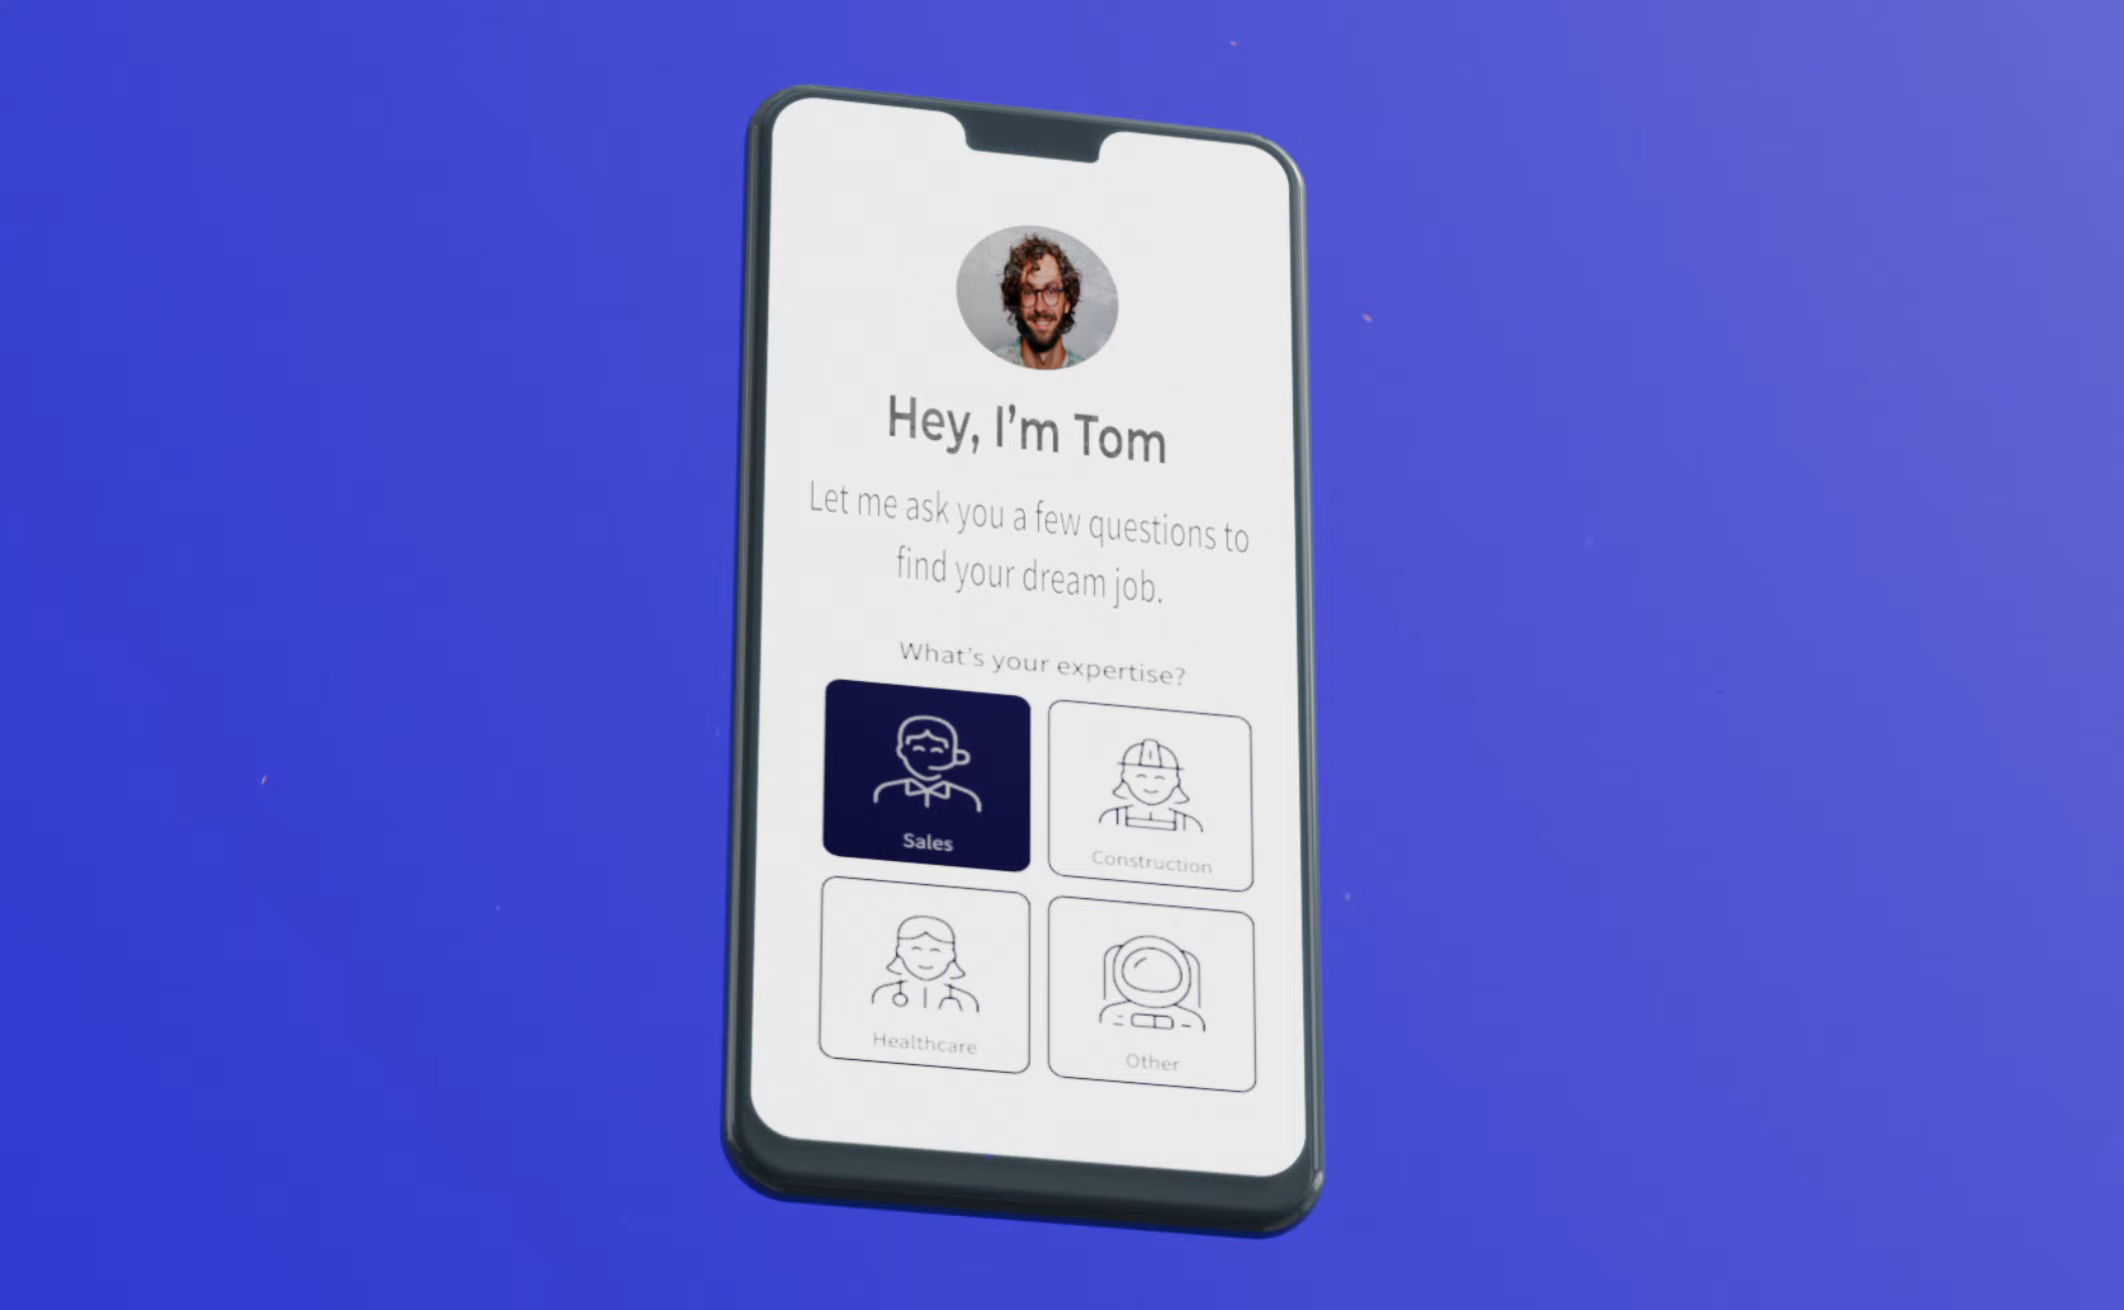 Hey, I’m Tom
Let me ask you a few questions to
find your dream job.
What’s your expertise?
Sales
Construction
Healthcare
Other